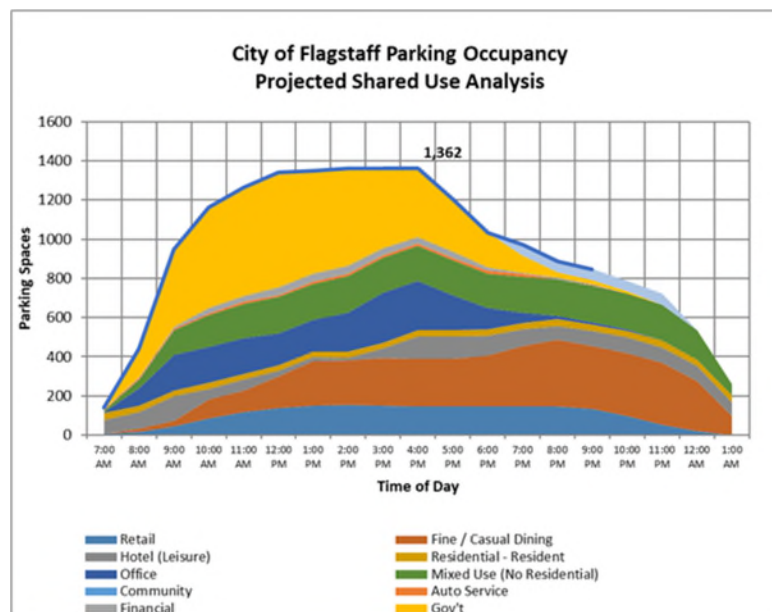 City of Flagstaff Parking Occupancy
Projected Shared Use Analysis
1600
1400
1200
1000
800
600
400
200
0
Parking Spaces
1,362
7:00 8:00 9:00 10:00 11:00 12:00 1:00 2:00 3:00 4:00 5:00 6:00 7:00 8:00 9:00 10:00 11:00 12:00 1:00
AM AM AM AM AM PM PM PM PM PM PM PM PM PM PM PM PM AM AM
Time of Day
Retail Fine / Casual Dining
Hotel (Leisure) Residential - Resident
Office Mixed Use (No Residential)
Community Auto Service
Financial Gov't